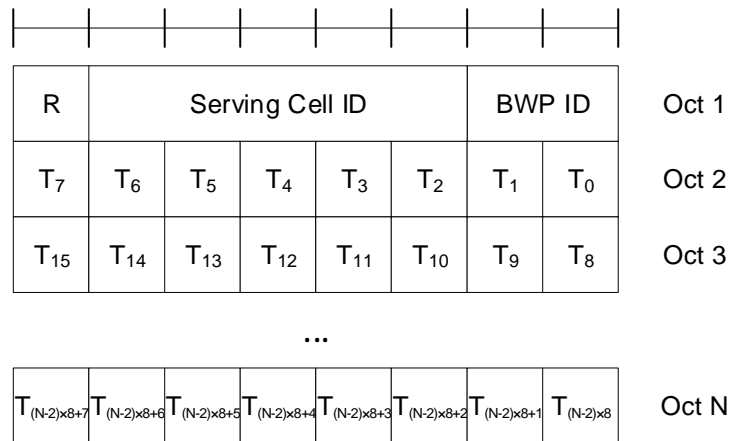 R Serving Cell ID BWP ID Oct 1
T₇ T₆ T₅ T₄ T₃ T₂ T₁ T₀ Oct 2
T₁₅ T₁₄ T₁₃ T₁₂ T₁₁ T₁₀ T₉ T₈ Oct 3
...
T₍N-2₎×8+7 T₍N-2₎×8+6 T₍N-2₎×8+5 T₍N-2₎×8+4 T₍N-2₎×8+3 T₍N-2₎×8+2 T₍N-2₎×8+1 T₍N-2₎×8 Oct N